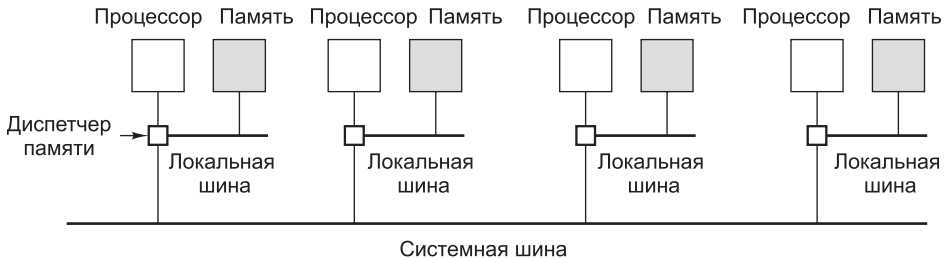 Процессор Память Процессор Память Процессор Память Процессор Память
Диспетчер
памяти
Локальная
шина
Локальная
шина
Локальная
шина
Локальная
шина
Системная шина